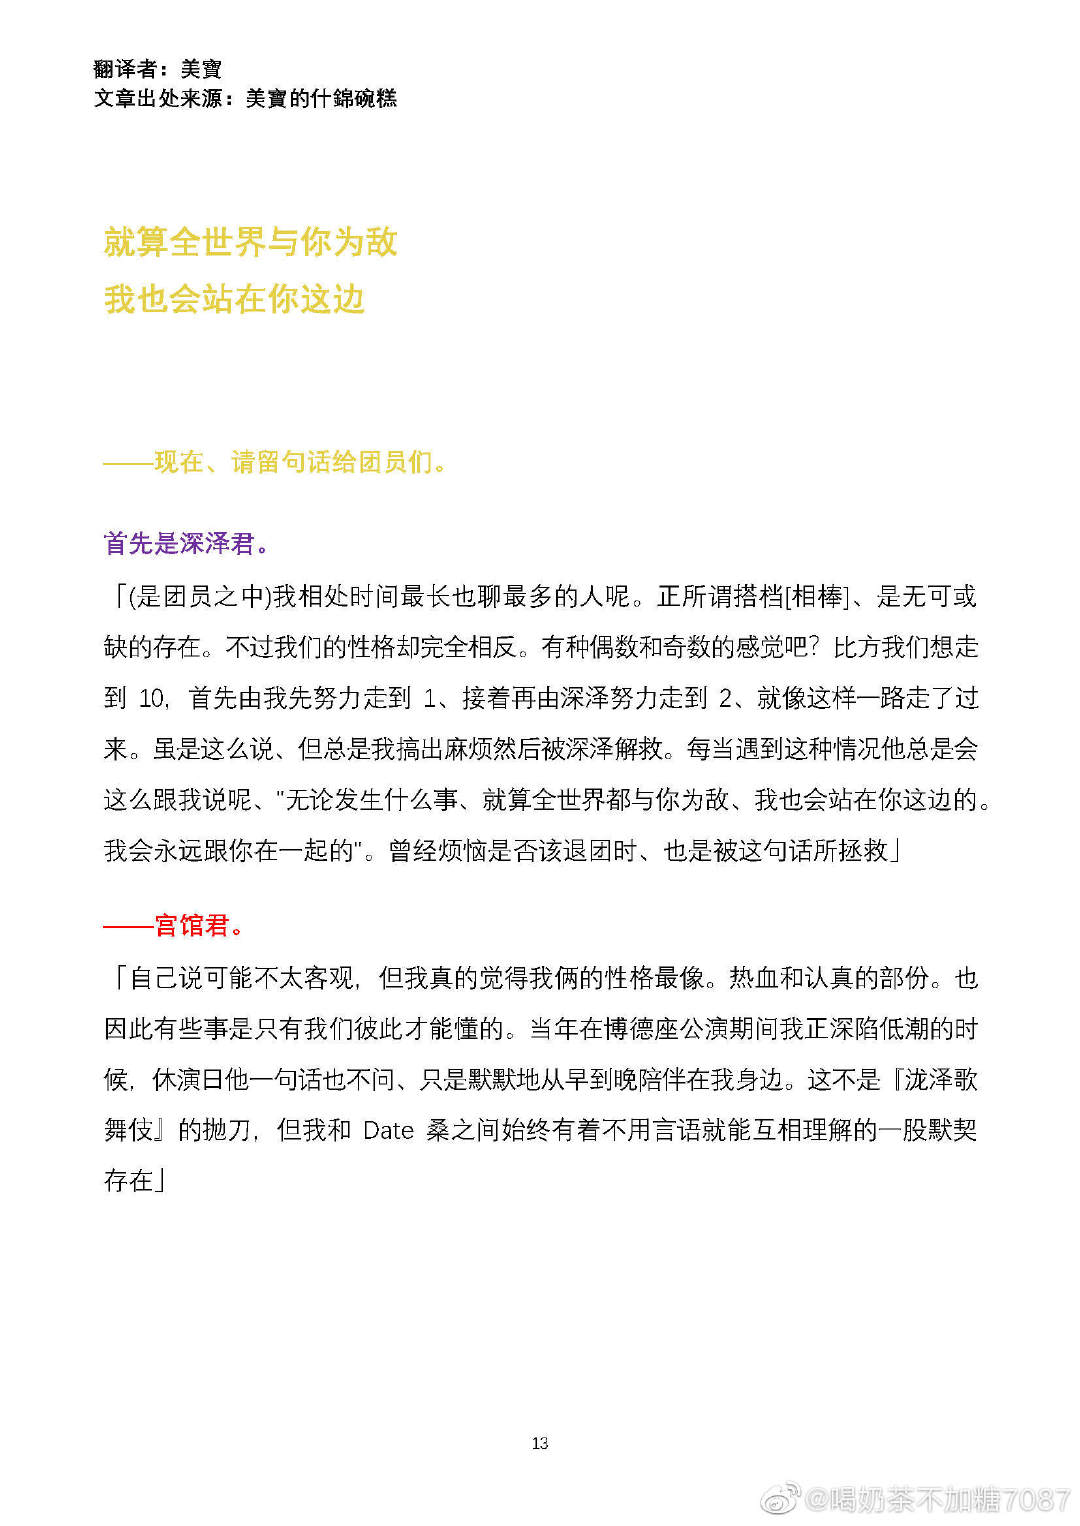 翻译者：美寶
文章出处来源：美寶的什錦碗糕
就算全世界与你为敌
我也会站在你这边
——现在、请留句话给团员们。
首先是深泽君。
「(是团员之中)我相处时间最长也聊最多的人呢。正所谓搭档[相棒]、是无可或
缺的存在。不过我们的性格却完全相反。有种偶数和奇数的感觉吧？比方我们想走
到 10，首先由我先努力走到 1、接着再由深泽努力走到 2、就像这样一路走了过
来。虽是这么说、但总是我搞出麻烦然后被深泽解救。每当遇到这种情况他总是会
这么跟我说呢、"无论发生什么事、就算全世界都与你为敌、我也会站在你这边的。
我会永远跟你在一起的"。曾经烦恼是否该退团时、也是被这句话所拯救」
——宫馆君。
「自己说可能不太客观，但我真的觉得我俩的性格最像。热血和认真的部份。也
因此有些事是只有我们彼此才能懂的。当年在博德座公演期间我正深陷低潮的时
候，休演日他一句话也不问、只是默默地从早到晚陪伴在我身边。这不是『泷泽歌
舞伎』的抛刀，但我和 Date 桑之间始终有着不用言语就能互相理解的一股默契
存在」
13
@喝奶茶不加糖7087